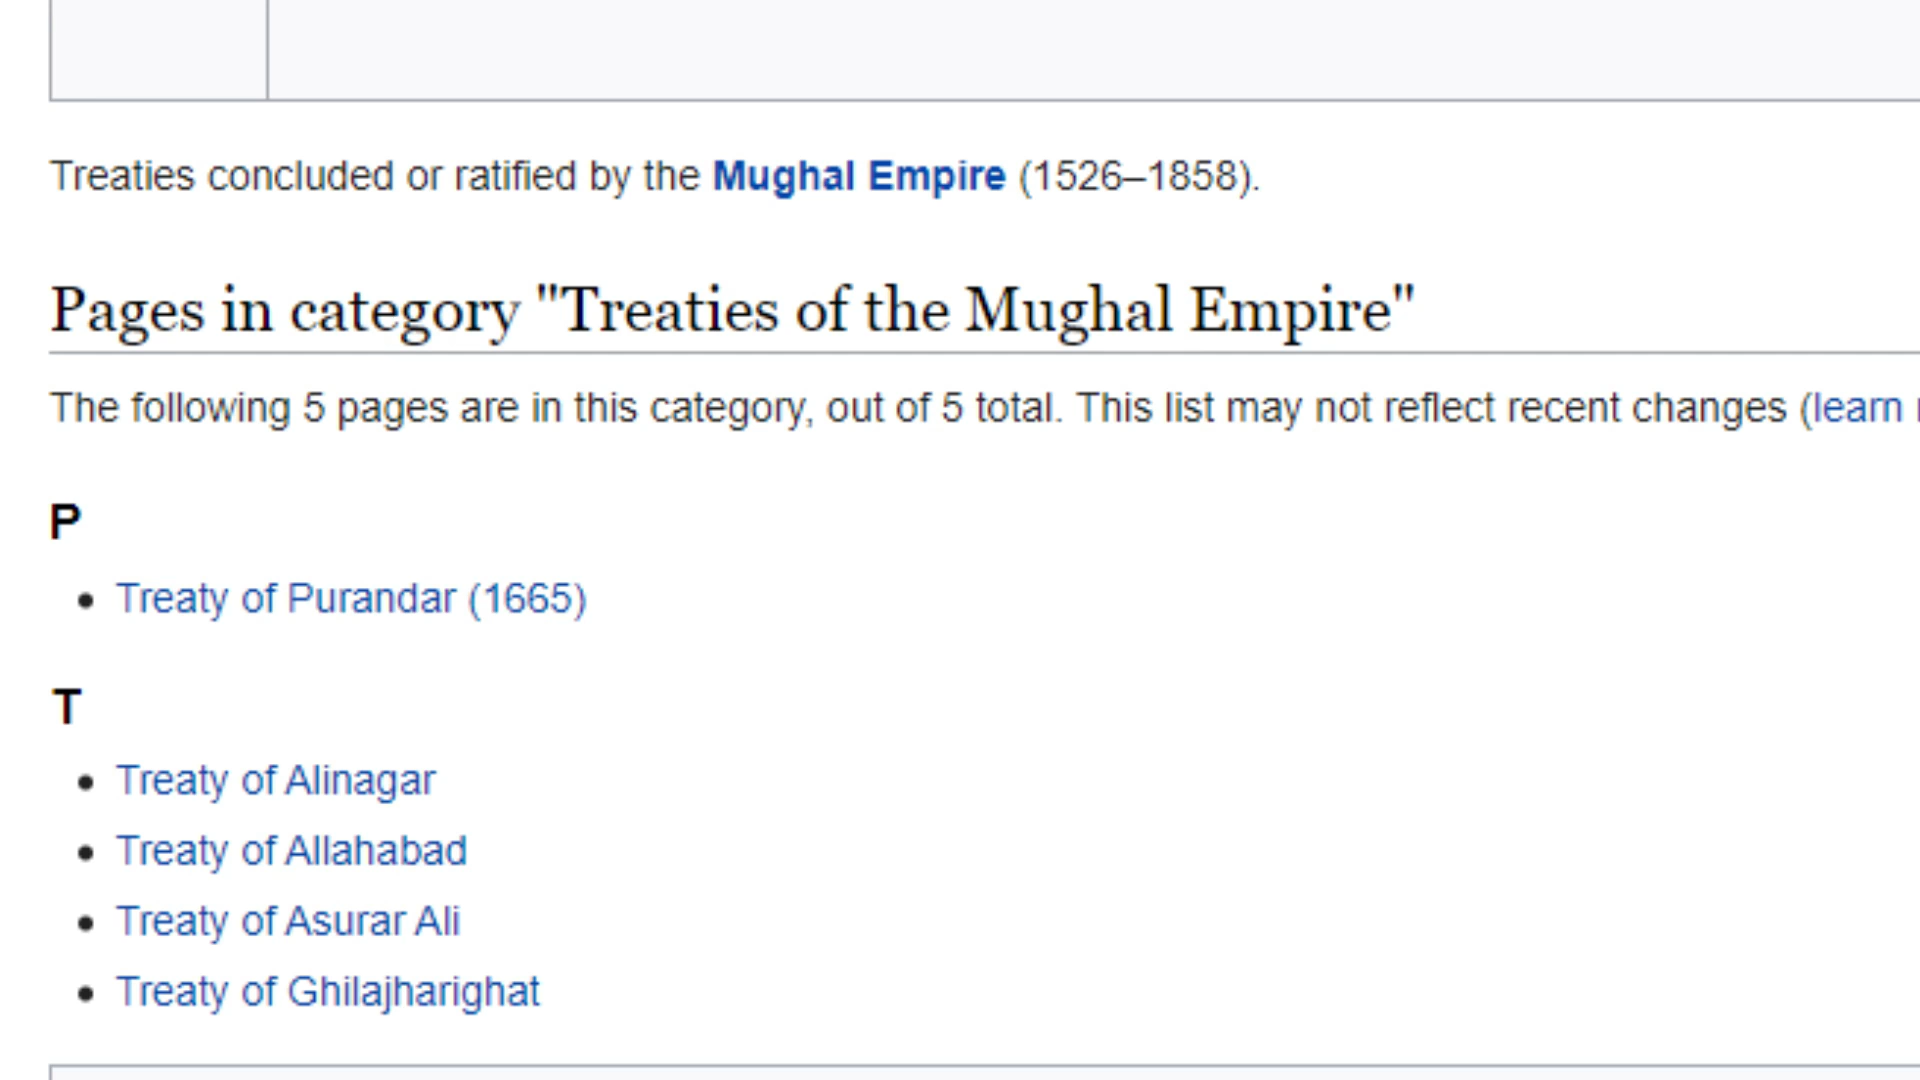 Treaties concluded or ratified by the Mughal Empire (1526–1858).
Pages in category "Treaties of the Mughal Empire"
The following 5 pages are in this category, out of 5 total. This list may not reflect recent changes (learn
P
• Treaty of Purandar (1665)
T
• Treaty of Alinagar
• Treaty of Allahabad
• Treaty of Asurar Ali
• Treaty of Ghilajharighat